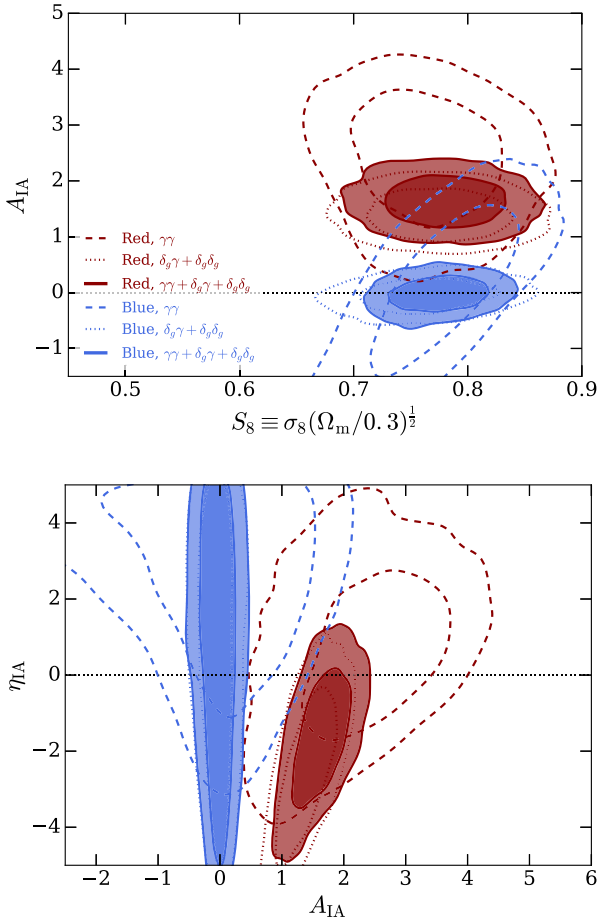 5
4
3
2
1
0
−1
A_IA
Red, γγ
Red, δ_gγ + δ_gδ_g
Red, γγ + δ_gγ + δ_gδ_g
Blue, γγ
Blue, δ_gγ + δ_gδ_g
Blue, γγ + δ_gγ + δ_gδ_g
0.5 0.6 0.7 0.8 0.9
S_8 ≡ σ_8(Ω_m/0.3)^{1/2}
4
2
0
−2
−4
η_IA
−2 −1 0 1 2 3 4 5 6
A_IA